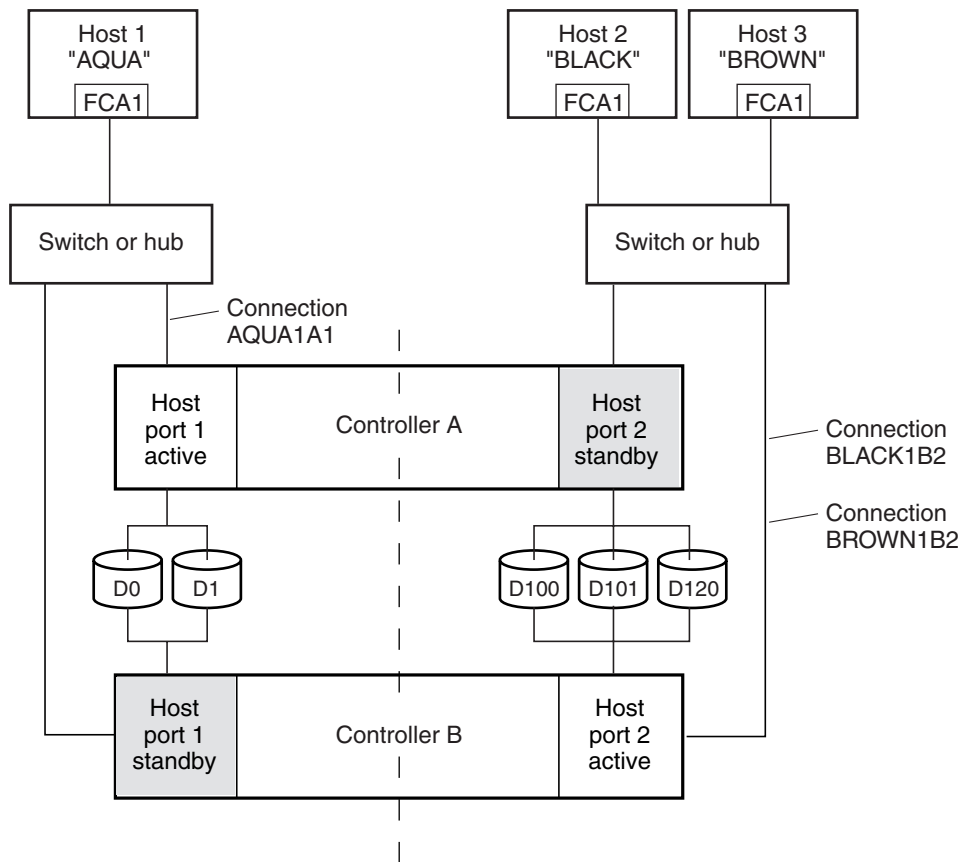 Host 1
"AQUA"
FCA1
Host 2
"BLACK"
FCA1
Host 3
"BROWN"
FCA1
Switch or hub
Switch or hub
Connection
AQUA1A1
Host
port 1
active
Controller A
Host
port 2
standby
Connection
BLACK1B2
Connection
BROWN1B2
D0
D1
D100
D101
D120
Host
port 1
standby
Controller B
Host
port 2
active